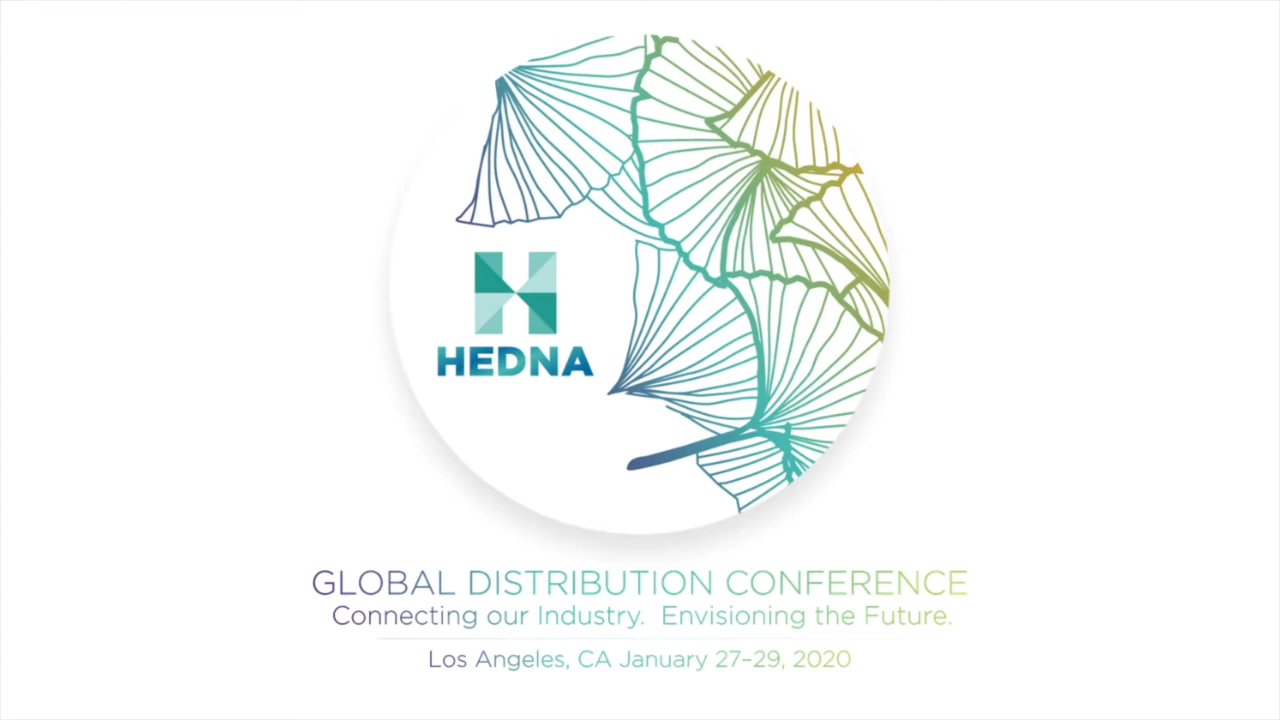 HEDNA
GLOBAL DISTRIBUTION CONFERENCE
Connecting our Industry. Envisioning the Future.
Los Angeles, CA January 27–29, 2020